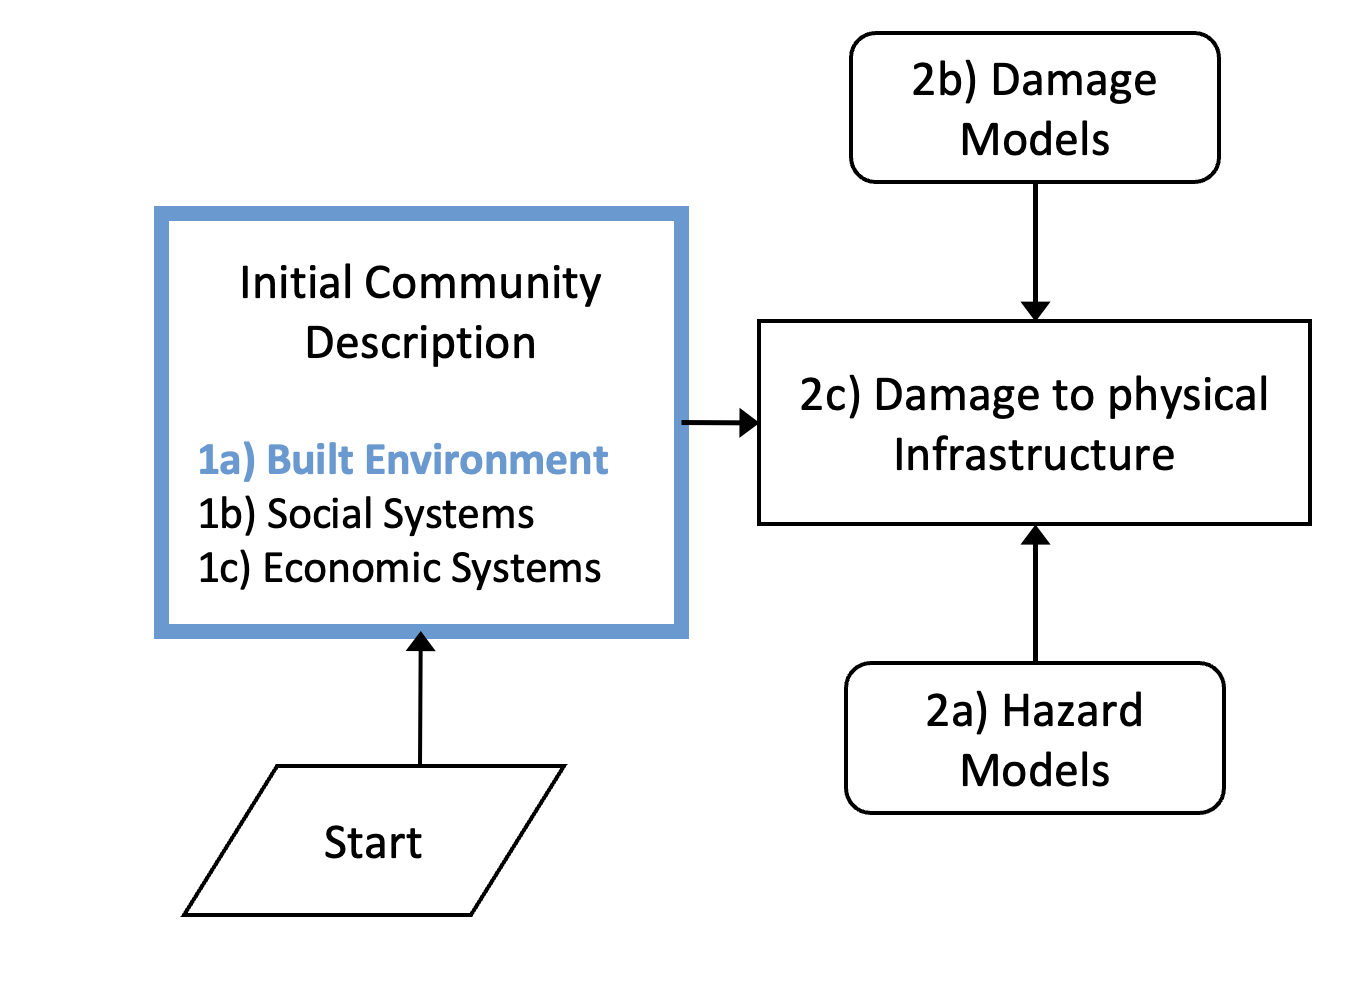 2b) Damage
Models
Initial Community
Description
1a) Built Environment
1b) Social Systems
1c) Economic Systems
2c) Damage to physical
Infrastructure
2a) Hazard
Models
Start